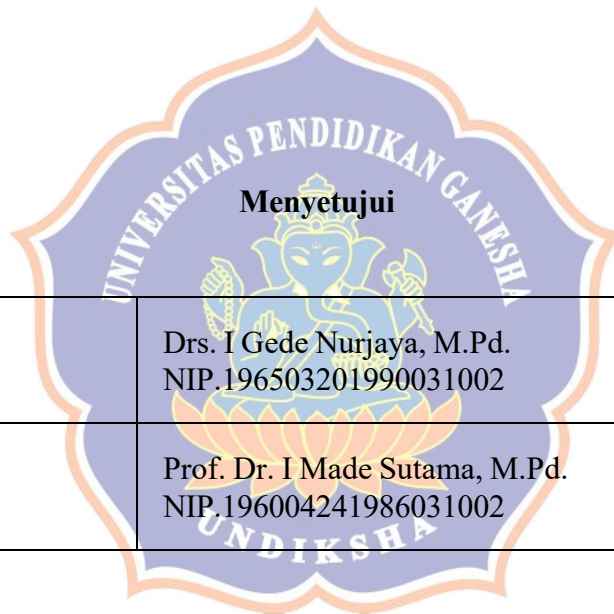 UNIVERSITAS PENDIDIKAN GANESHA
Menyetujui
Drs. I Gede Nurjaya, M.Pd.
NIP.196503201990031002
Prof. Dr. I Made Sutama, M.Pd.
NIP.196004241986031002
UNDIKSHA